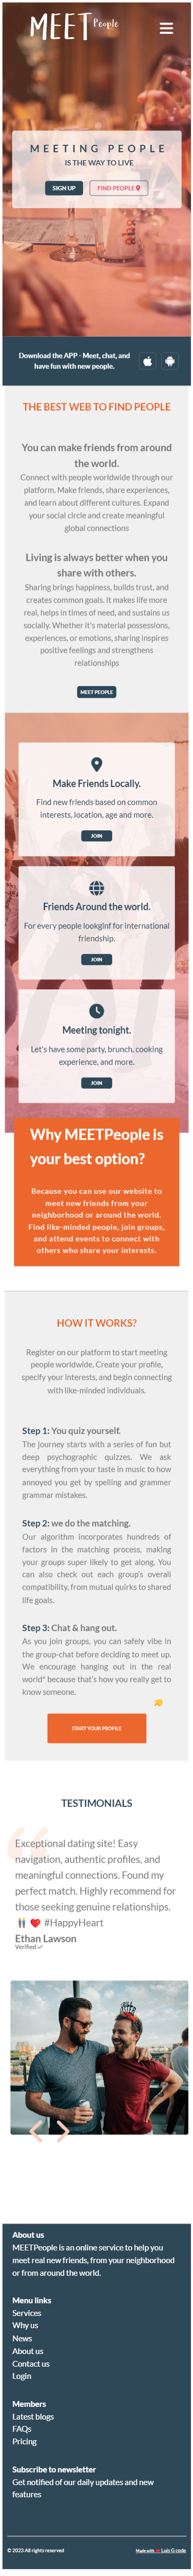 MEET People
MEETING PEOPLE
IS THE WAY TO LIVE
SIGN UP
FIND PEOPLE
Download the APP - Meet, chat, and
have fun with new people.
THE BEST WEB TO FIND PEOPLE
You can make friends from around
the world.
Connect with people worldwide through our
platform. Make friends, share experiences,
and learn about different cultures. Expand
your social circle and create meaningful
global connections
Living is always better when you
share with others.
Sharing brings happiness, builds trust, and
creates common goals. It makes life more
real, helps in times of need, and sustains us
socially. Whether it's material possessions,
experiences, or emotions, sharing inspires
positive feelings and strengthens
relationships
MEET PEOPLE
Make Friends Locally.
Find new friends based on common
interests, location, age and more.
JOIN
Friends Around the world.
For every people lookginf for international
friendship.
JOIN
Meeting tonight.
Let's have some party, brunch, cooking
experience, and more.
JOIN
Why MEETPeople is
your best option?
Because you can use our website to
meet new friends from your
neighborhood or around the world.
Find like-minded people, join groups,
and attend events to connect with
others who share your interests.
HOW IT WORKS?
Register on our platform to start meeting
people worldwide. Create your profile,
specify your interests, and begin connecting
with like-minded individuals.
Step 1: You quiz yourself.
The journey starts with a series of fun but
deep psychographic quizzes. We ask
everything from your taste in music to how
annoyed you get by spelling and grammer
grammar mistakes.
Step 2: we do the matching.
Our algorithm incorporates hundreds of
factors in the matching process, making
your groups super likely to get along. You
can also check out each group's overall
compatibility, from mutual quirks to shared
life goals.
Step 3: Chat & hang out.
As you join groups, you can safely vibe in
the group-chat before deciding to meet up.
We encourage hanging out in the real
world* because that's how you really get to
know someone.
START YOUR PROFILE
TESTIMONIALS
Exceptional dating site! Easy
navigation, authentic profiles, and
meaningful connections. Found my
perfect match. Highly recommend for
those seeking genuine relationships.
👬 ❤️ #HappyHeart
Ethan Lawson
Verified ✓
About us
MEETPeople is an online service to help you
meet real new friends, from your neighborhood
or from around the world.
Menu links
Services
Why us
News
About us
Contact us
Login
Members
Latest blogs
FAQs
Pricing
Subscribe to newsletter
Get notified of our daily updates and new
features
© 2023 All rights reserved
Made with ❤️ Luis G code